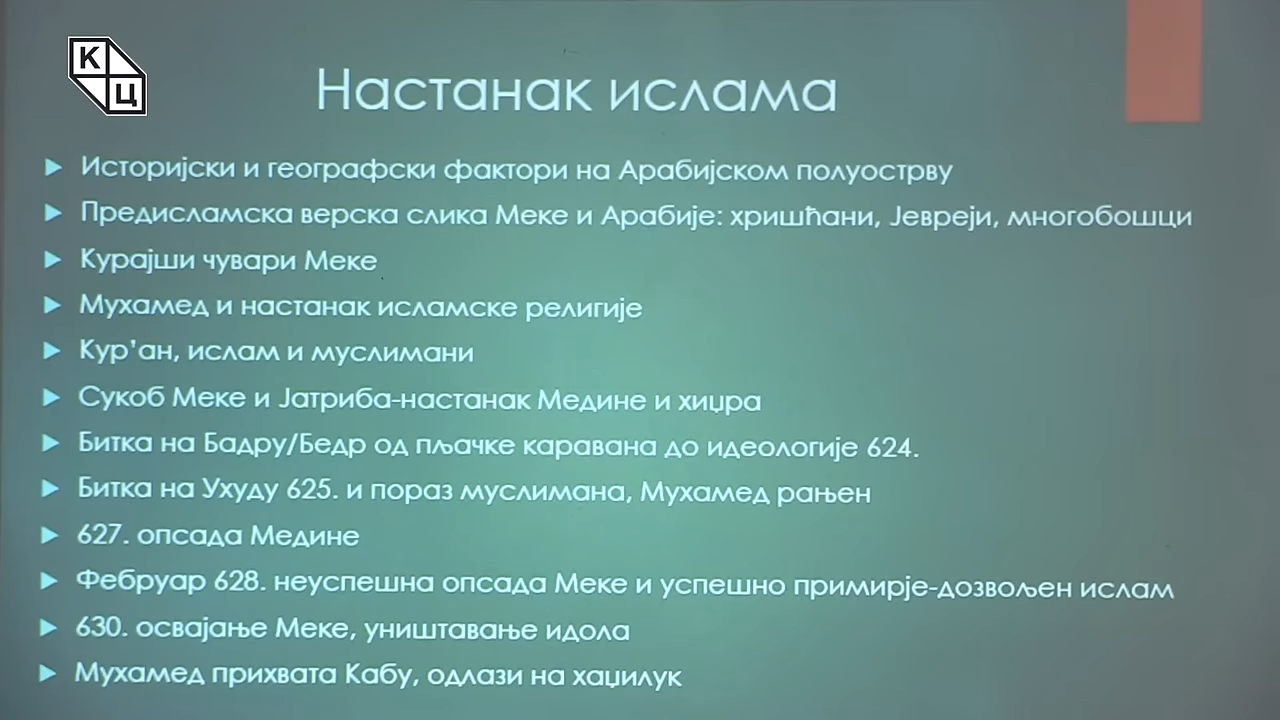 К
Ц
Настанак ислама
Историјски и географски фактори на Арабијском полуострву
Предисламска верска слика Меке и Арабије: хришћани, Јевреји, многобошци
Курајши чувари Меке
Мухамед и настанак исламске религије
Кур’ан, ислам и муслимани
Сукоб Меке и Јатриба-настанак Медине и хиџра
Битка на Бадру/Бедр од пљачке каравана до идеологије 624.
Битка на Ухуду 625. и пораз муслимана, Мухамед рањен
627. опсада Медине
Фебруар 628. неуспешна опсада Меке и успешно примирје-дозвољен ислам
630. освајање Меке, уништавање идола
Мухамед прихвата Кабу, одлази на хаџилук